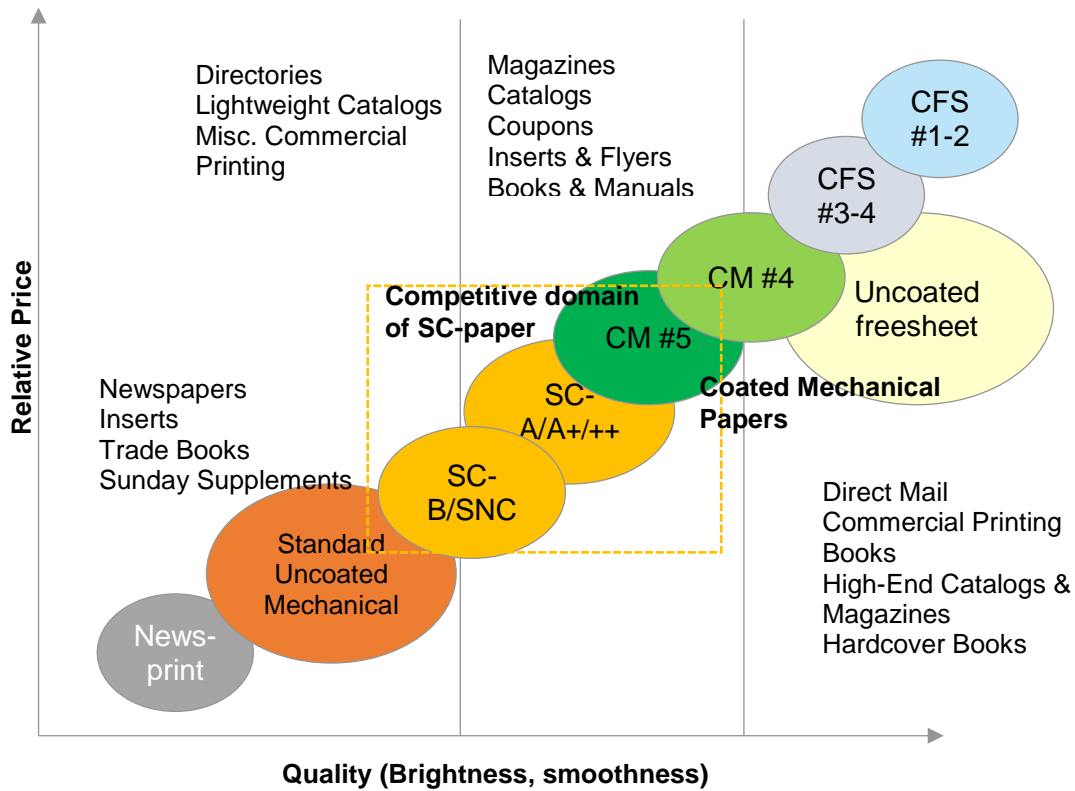 Directories
Lightweight Catalogs
Misc. Commercial
Printing
Magazines
Catalogs
Coupons
Inserts & Flyers
Books & Manuals
CFS
#1-2
CFS
#3-4
CM #4
Uncoated
freesheet
Competitive domain
of SC-paper
CM #5
Coated Mechanical
Papers
SC-
A/A+/++
SC-
B/SNC
Newspapers
Inserts
Trade Books
Sunday Supplements
Standard
Uncoated
Mechanical
News-
print
Direct Mail
Commercial Printing
Books
High-End Catalogs &
Magazines
Hardcover Books
Relative Price
Quality (Brightness, smoothness)